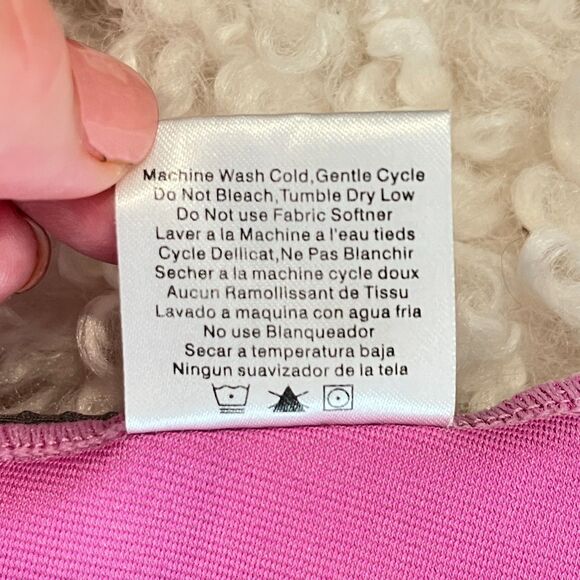 Machine Wash Cold,Gentle Cycle
Do Not Bleach,Tumble Dry Low
Do Not use Fabric Softner
Laver a la Machine a l'eau tieds
Cycle Dellicat,Ne Pas Blanchir
Secher a la machine cycle doux
Aucun Ramollissant de Tissu
Lavado a maquina con agua fria
No use Blanqueador
Secar a temperatura baja
Ningun suavizador de la tela